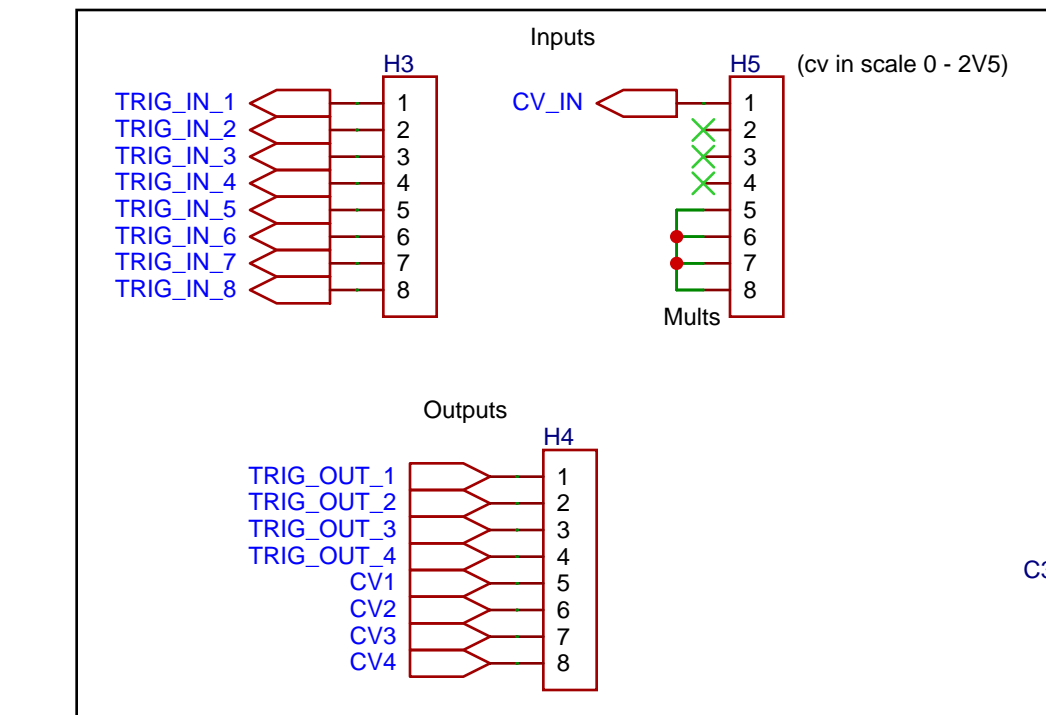 Inputs
H3
H5 (cv in scale 0 - 2V5)
TRIG_IN_1 1
TRIG_IN_2 2
TRIG_IN_3 3
TRIG_IN_4 4
TRIG_IN_5 5
TRIG_IN_6 6
TRIG_IN_7 7
TRIG_IN_8 8
CV_IN 1
2
3
4
5
6
7
8
Mults
Outputs
H4
TRIG_OUT_1 1
TRIG_OUT_2 2
TRIG_OUT_3 3
TRIG_OUT_4 4
CV1 5
CV2 6
CV3 7
CV4 8